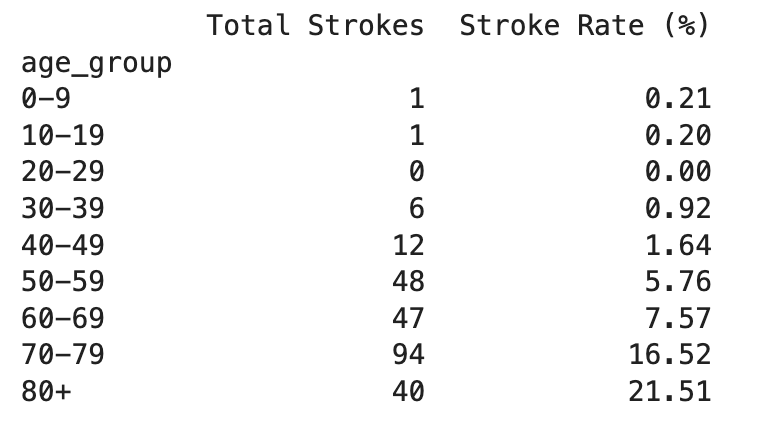 Total Strokes  Stroke Rate (%)
age_group
0-9  1  0.21
10-19  1  0.20
20-29  0  0.00
30-39  6  0.92
40-49  12  1.64
50-59  48  5.76
60-69  47  7.57
70-79  94  16.52
80+  40  21.51